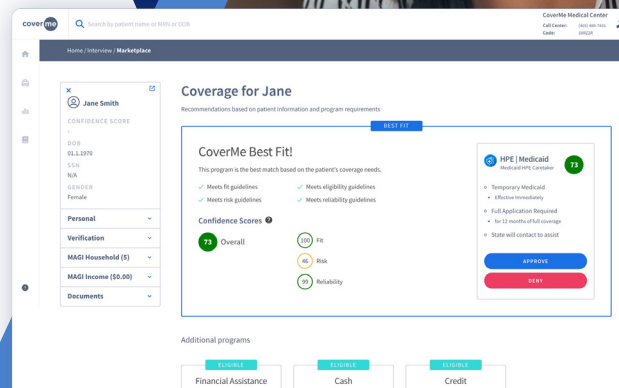 cover me
Search by patient name or MRN or DOB
CoverMe Medical Center
Call Center:
Code:
Home / Interview / Marketplace
Jane Smith
CONFIDENCE SCORE
-
DOB
01.1.1970
SSN
N/A
GENDER
Female
Personal
Verification
MAGI Household (5)
MAGI Income ($0.00)
Documents
Coverage for Jane
Recommendations based on patient information and program requirements
BEST FIT
CoverMe Best Fit!
This program is the best match based on the patient's coverage needs.
Meets fit guidelines
Meets eligibility guidelines
Meets risk guidelines
Meets reliability guidelines
Confidence Scores ?
73 Overall
100 Fit
46 Risk
99 Reliability
HPE | Medicaid
Medicaid HPE Caretaker
73
Temporary Medicaid
Effective Immediately
Full Application Required
for 12 months of full coverage
State will contact to assist
APPROVE
DENY
Additional programs
ELIGIBLE
Financial Assistance
ELIGIBLE
Cash
ELIGIBLE
Credit